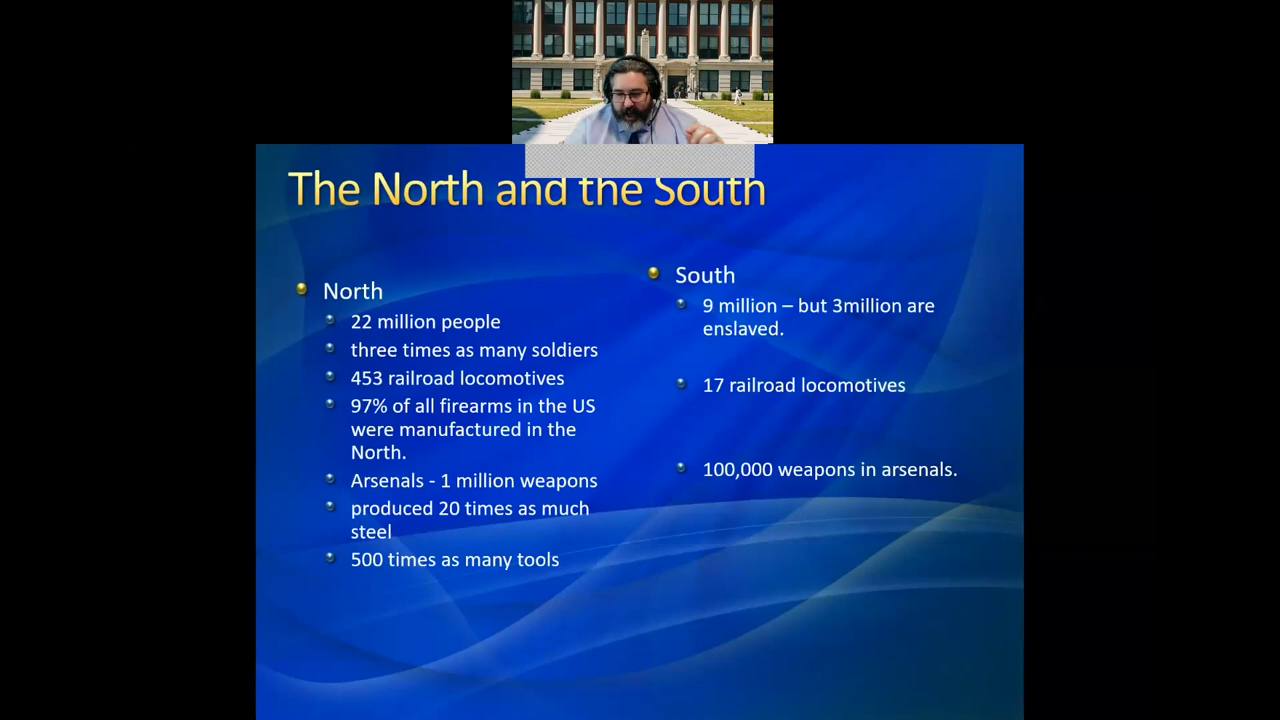 The North and the South
North
22 million people
three times as many soldiers
453 railroad locomotives
97% of all firearms in the US
were manufactured in the
North.
Arsenals - 1 million weapons
produced 20 times as much
steel
500 times as many tools
South
9 million – but 3million are
enslaved.
17 railroad locomotives
100,000 weapons in arsenals.